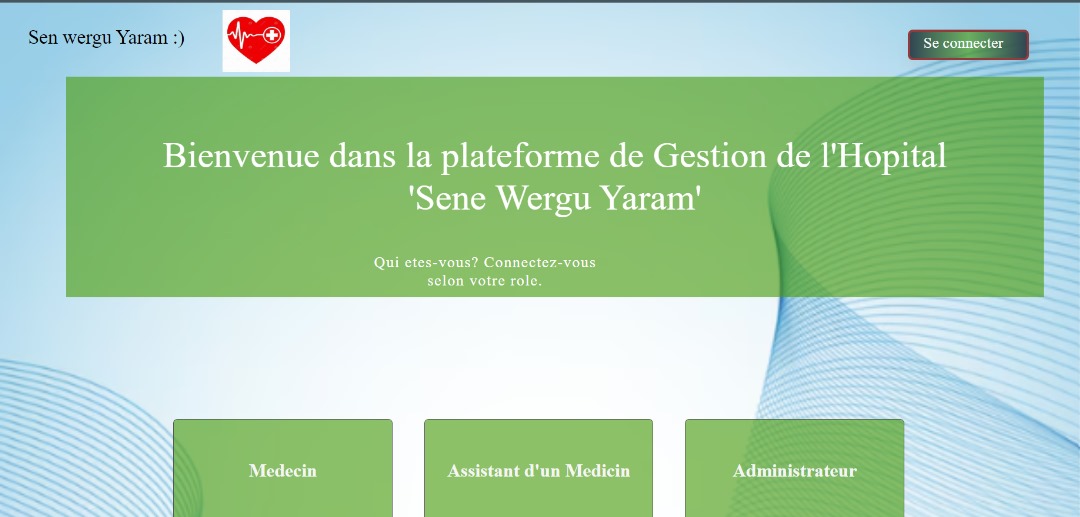 Sen wergu Yaram :)
Se connecter
Bienvenue dans la plateforme de Gestion de l'Hopital
'Sene Wergu Yaram'
Qui etes-vous? Connectez-vous
selon votre role.
Medecin
Assistant d'un Medicin
Administrateur